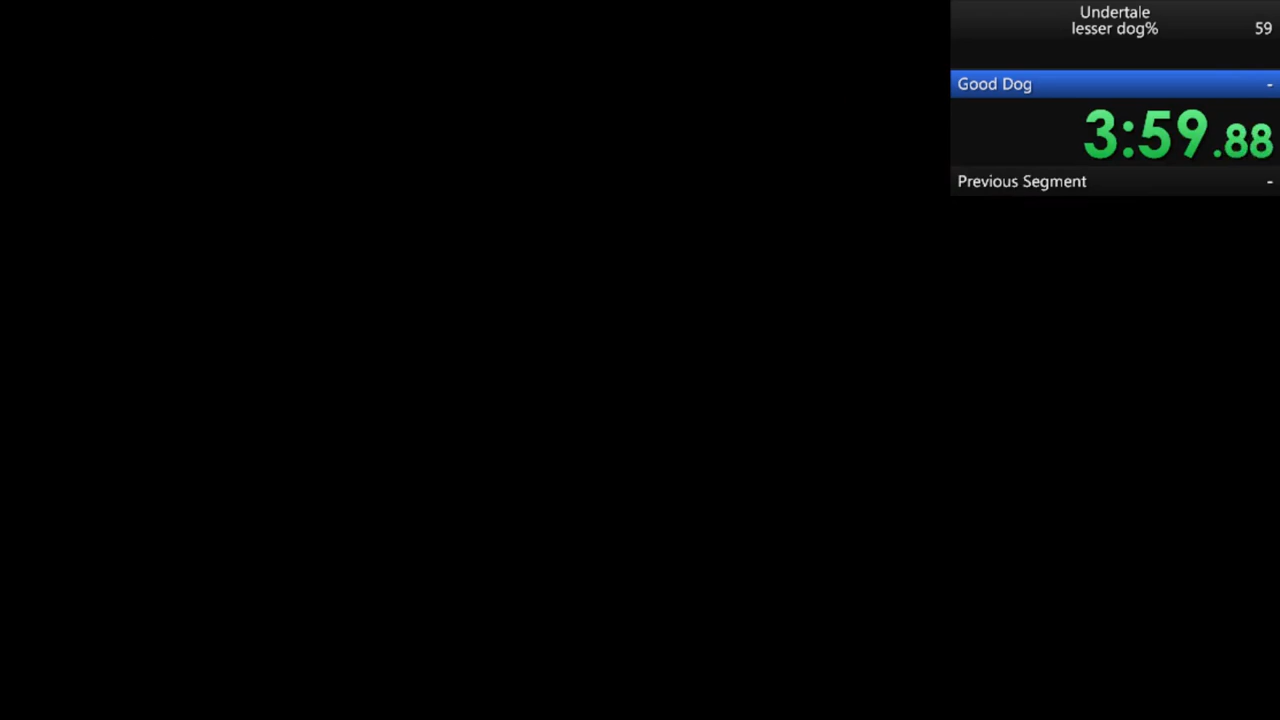 Undertale
lesser dog% 59
Good Dog -
3:59.88
Previous Segment -